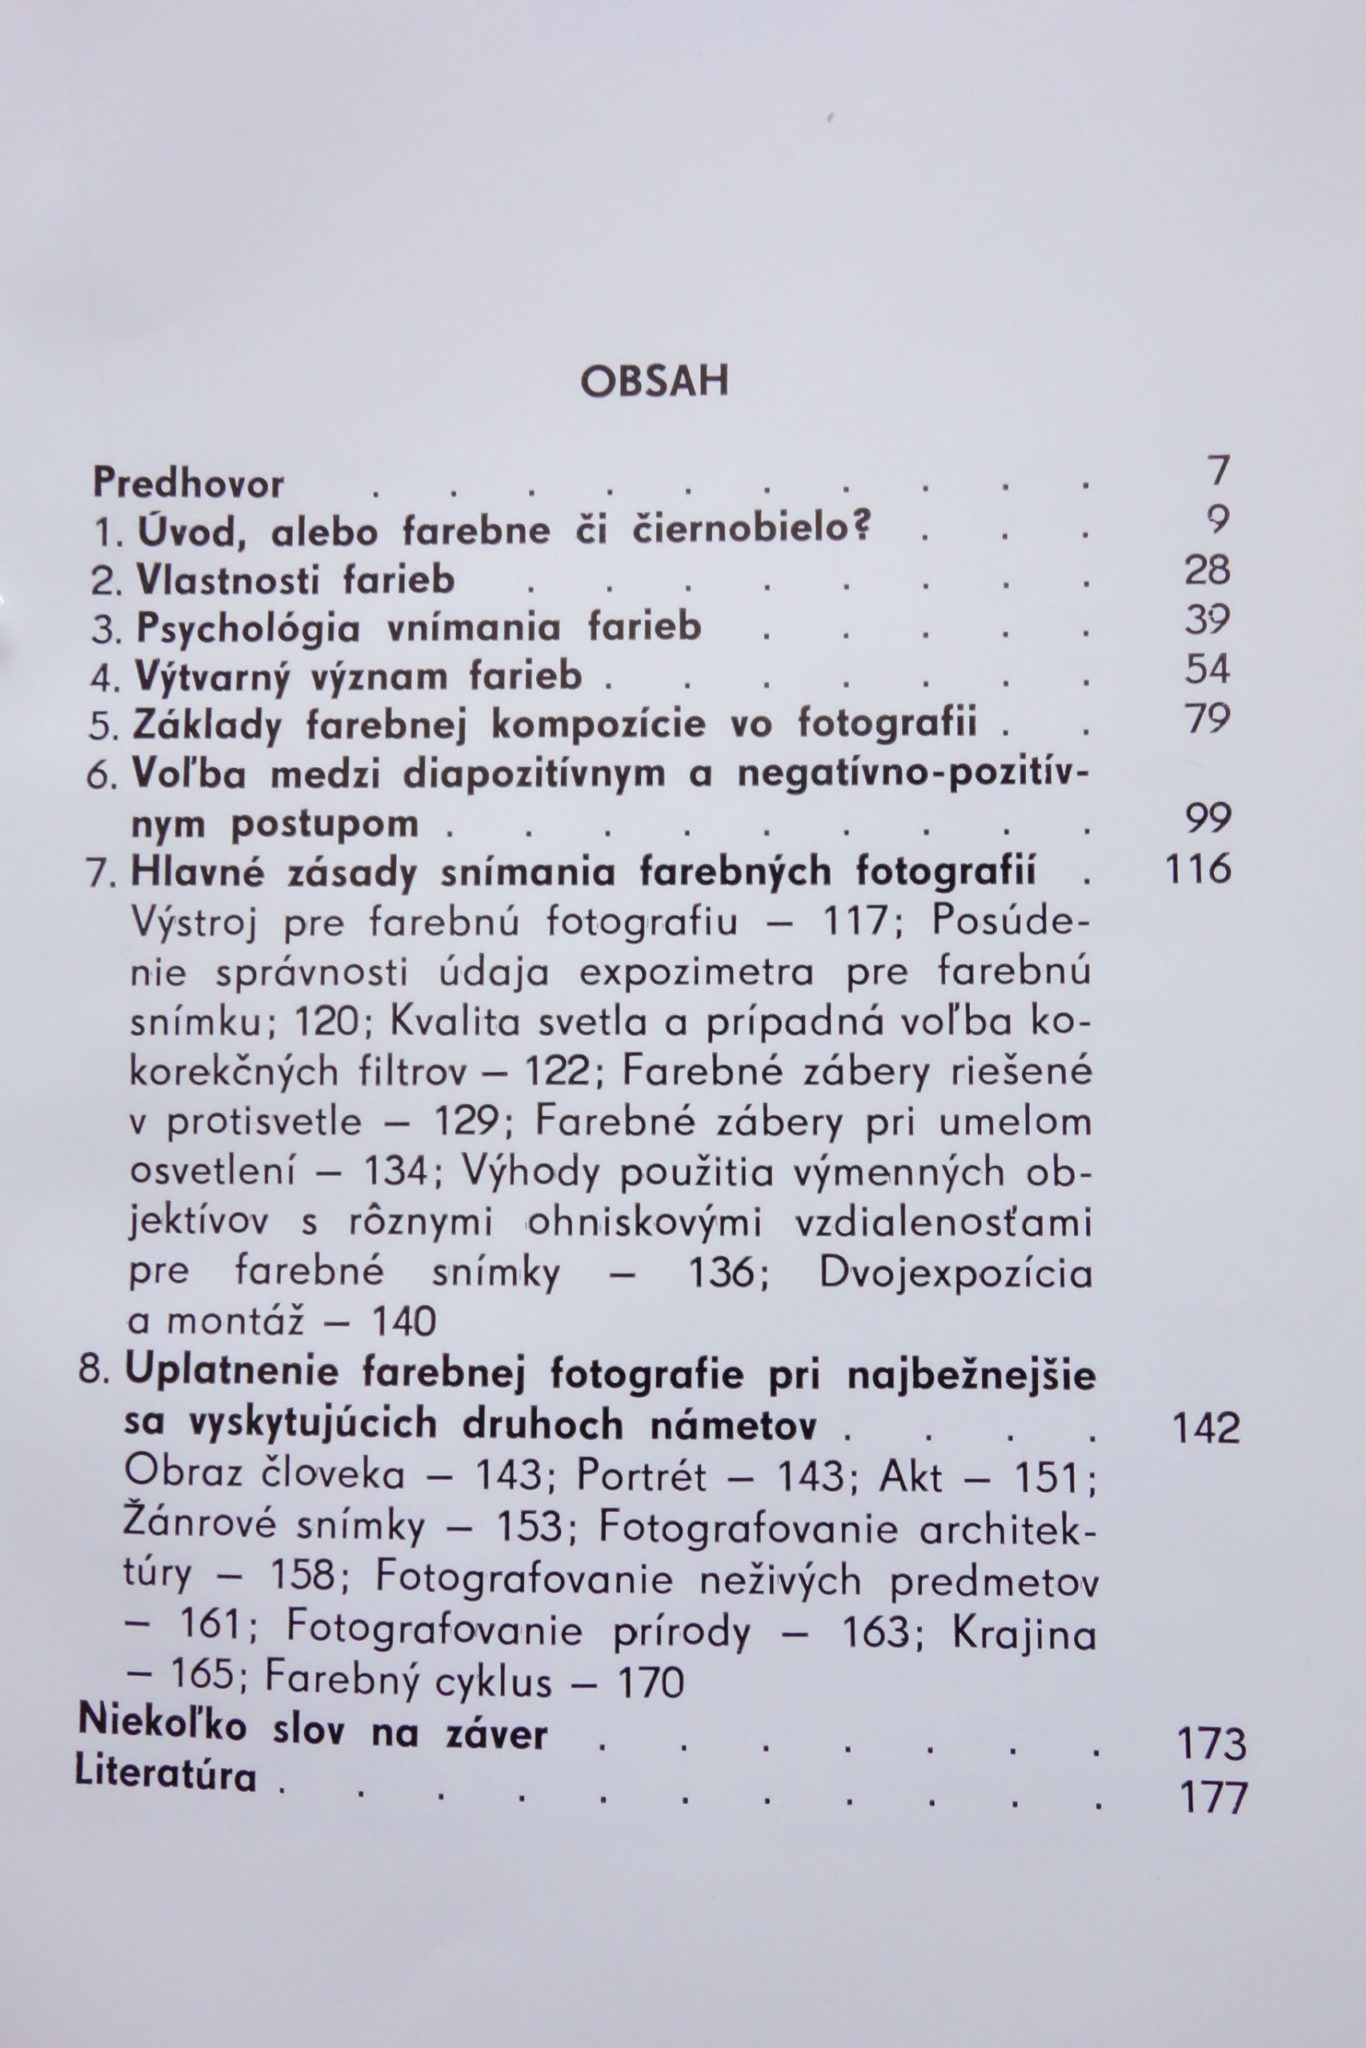 OBSAH
Predhovor . . . . . . . . . . 7
1. Úvod, alebo farebne či čiernobielo? . . . 9
2. Vlastnosti farieb . . . . . . . . 28
3. Psychológia vnímania farieb . . . . . 39
4. Výtvarný význam farieb . . . . . . . 54
5. Základy farebnej kompozície vo fotografii . . 79
6. Voľba medzi diapozitívnym a negatívno-pozitív-
nym postupom . . . . . . . . . 99
7. Hlavné zásady snímania farebných fotografií . 116
Výstroj pre farebnú fotografiu – 117; Posúde-
nie správnosti údaja expozimetra pre farebnú
snímku; 120; Kvalita svetla a prípadná voľba ko-
korekčných filtrov – 122; Farebné zábery riešené
v protisvetle – 129; Farebné zábery pri umelom
osvetlení – 134; Výhody použitia výmenných ob-
jektívov s rôznymi ohniskovými vzdialenosťami
pre farebné snímky – 136; Dvojexpozícia
a montáž – 140
8. Uplatnenie farebnej fotografie pri najbežnejšie
sa vyskytujúcich druhoch námetov . . . . 142
Obraz človeka – 143; Portrét – 143; Akt – 151;
Žánrové snímky – 153; Fotografovanie architek-
túry – 158; Fotografovanie neživých predmetov
– 161; Fotografovanie prírody – 163; Krajina
– 165; Farebný cyklus – 170
Niekoľko slov na záver . . . . . . . 173
Literatúra . . . . . . . . . . . 177